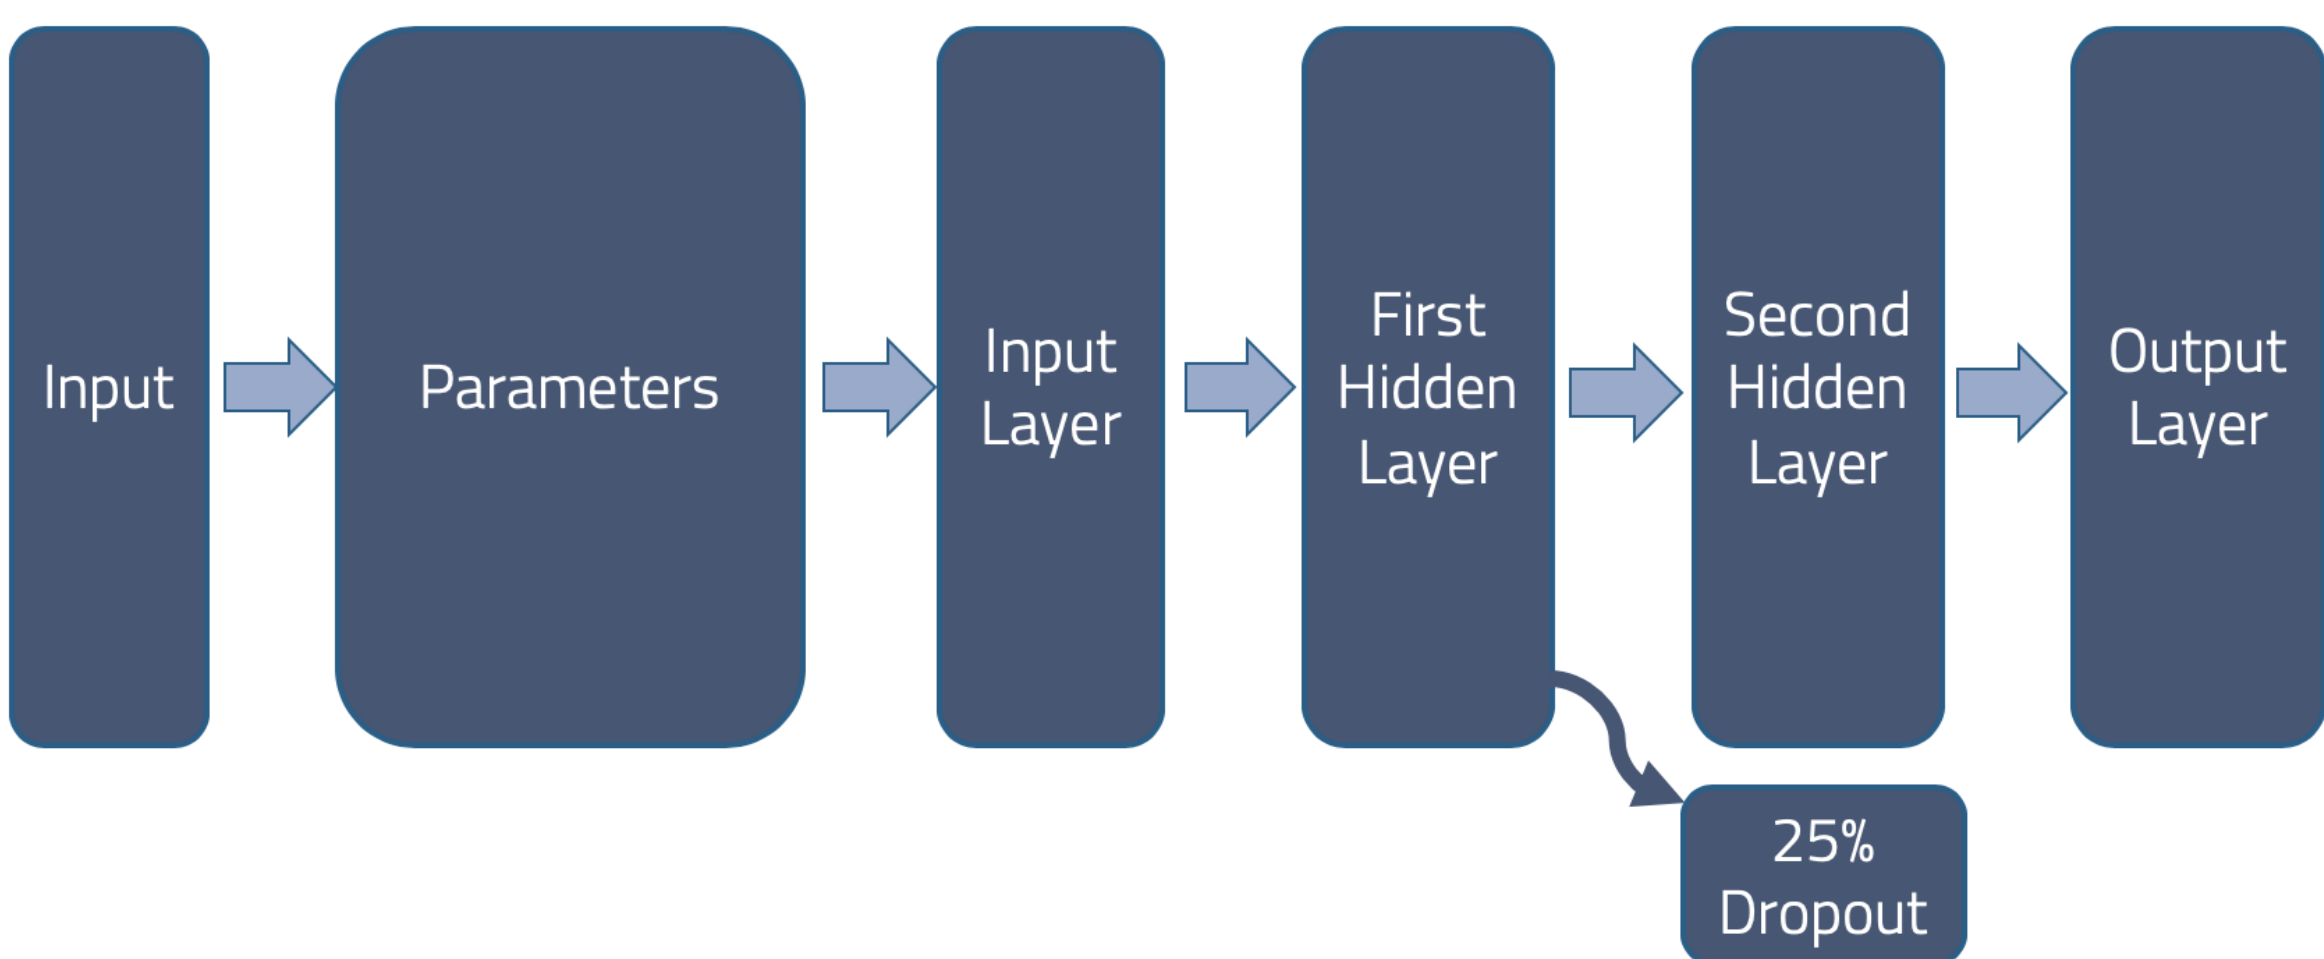 Input
Parameters
Input
Layer
First
Hidden
Layer
Second
Hidden
Layer
Output
Layer
25%
Dropout